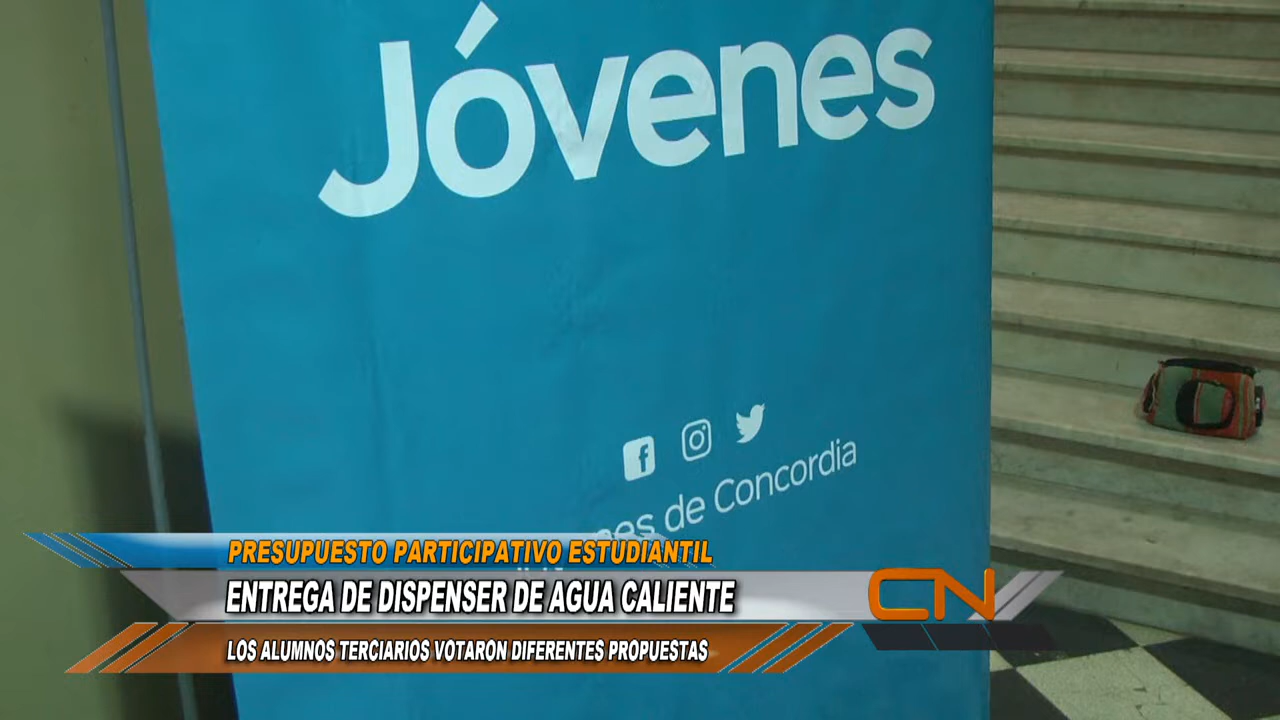 Jóvenes
de Concordia
PRESUPUESTO PARTICIPATIVO ESTUDIANTIL
ENTREGA DE DISPENSER DE AGUA CALIENTE
CN
LOS ALUMNOS TERCIARIOS VOTARON DIFERENTES PROPUESTAS